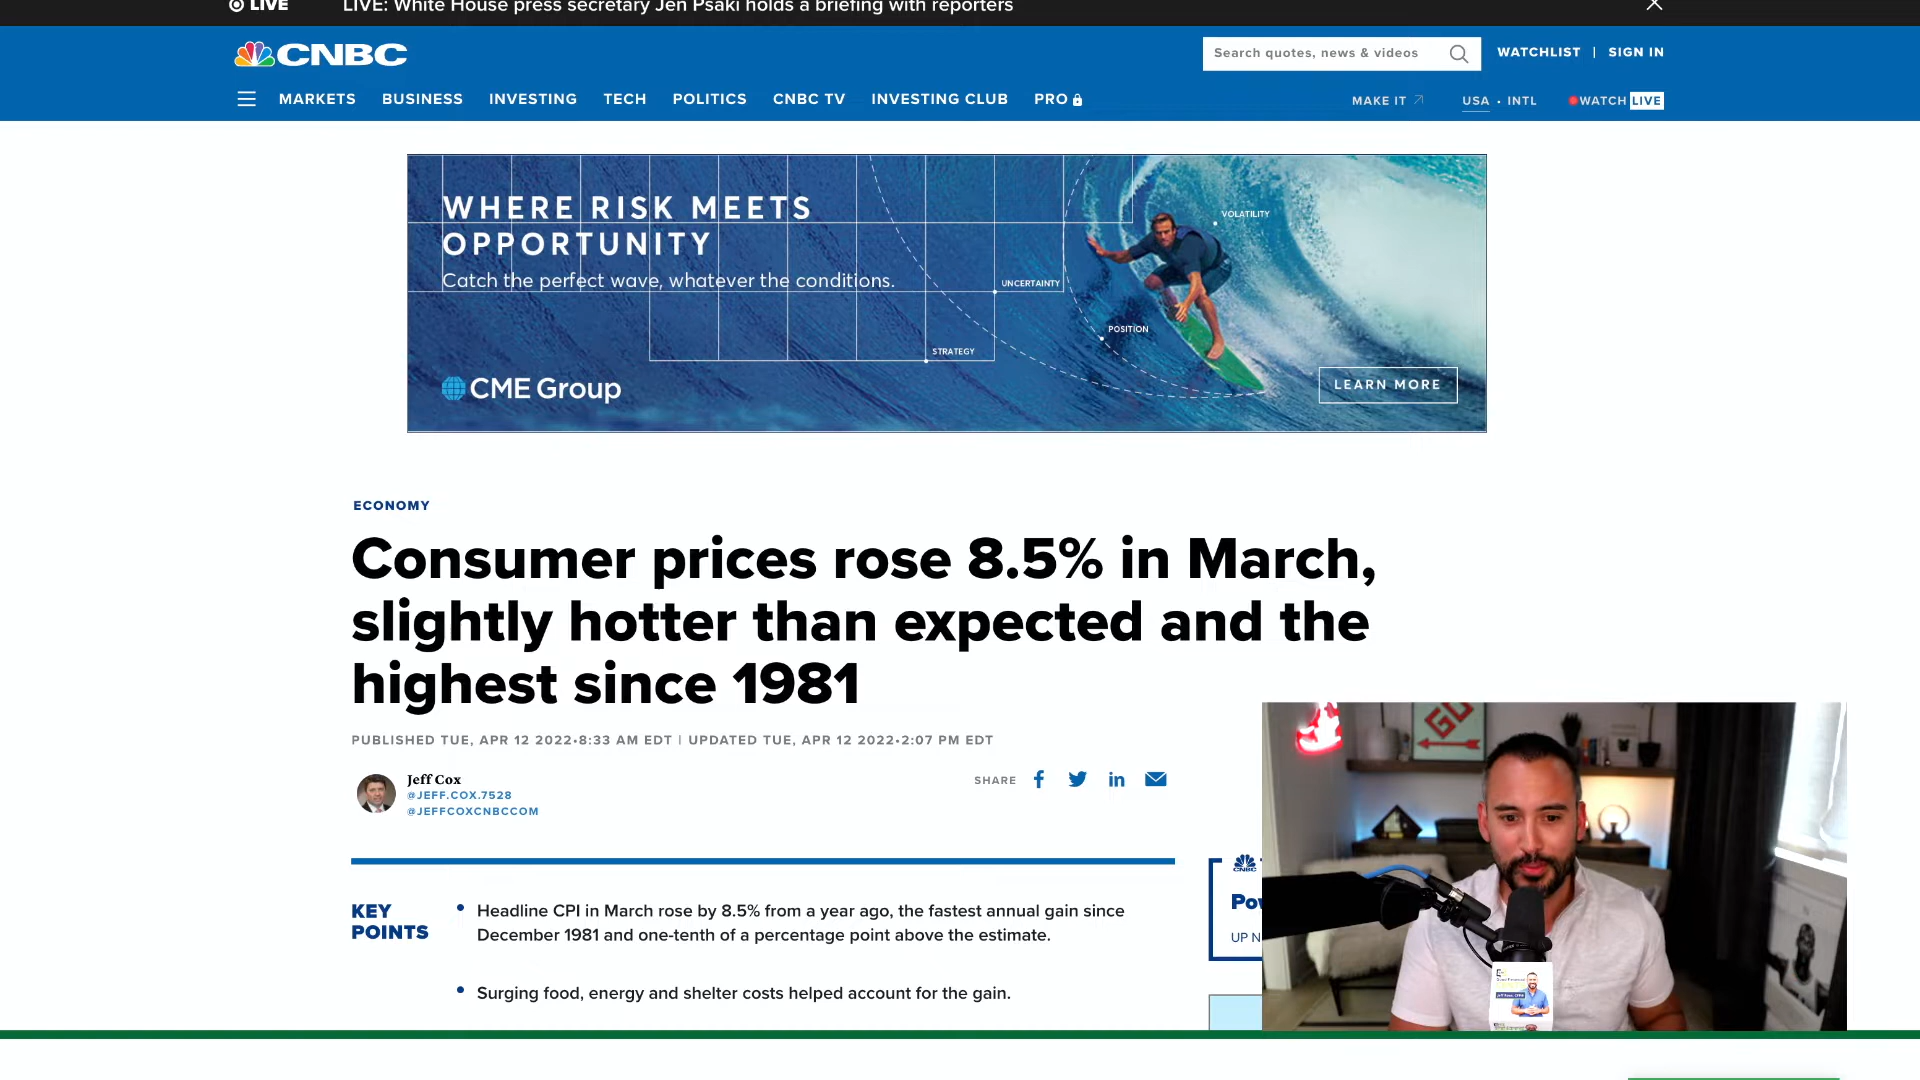 LIVE
LIVE: White House press secretary Jen Psaki holds a briefing with reporters
CNBC
Search quotes, news & videos
WATCHLIST | SIGN IN
MARKETS BUSINESS INVESTING TECH POLITICS CNBC TV INVESTING CLUB PRO
MAKE IT USA • INTL WATCH LIVE
WHERE RISK MEETS
OPPORTUNITY
Catch the perfect wave, whatever the conditions.
VOLATILITY
UNCERTAINTY
POSITION
STRATEGY
CME Group
LEARN MORE
ECONOMY
Consumer prices rose 8.5% in March,
slightly hotter than expected and the
highest since 1981
PUBLISHED TUE, APR 12 2022•8:33 AM EDT | UPDATED TUE, APR 12 2022•2:07 PM EDT
Jeff Cox
@JEFF.COX.7528
@JEFFCOXCNBCCOM
SHARE
KEY
POINTS
• Headline CPI in March rose by 8.5% from a year ago, the fastest annual gain since
December 1981 and one-tenth of a percentage point above the estimate.
• Surging food, energy and shelter costs helped account for the gain.
CNBC
UP N
GO